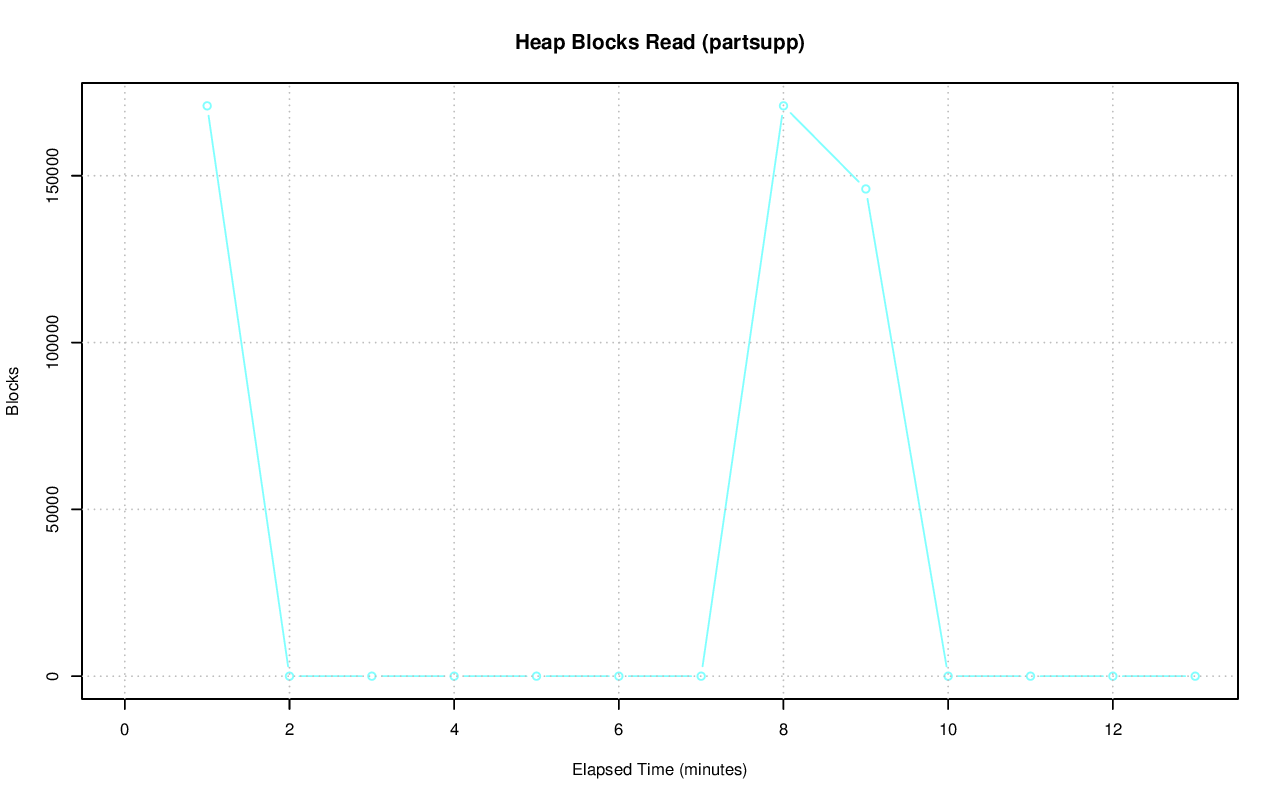 Heap Blocks Read (partsupp)
150000
100000
50000
0
Blocks
0 2 4 6 8 10 12
Elapsed Time (minutes)